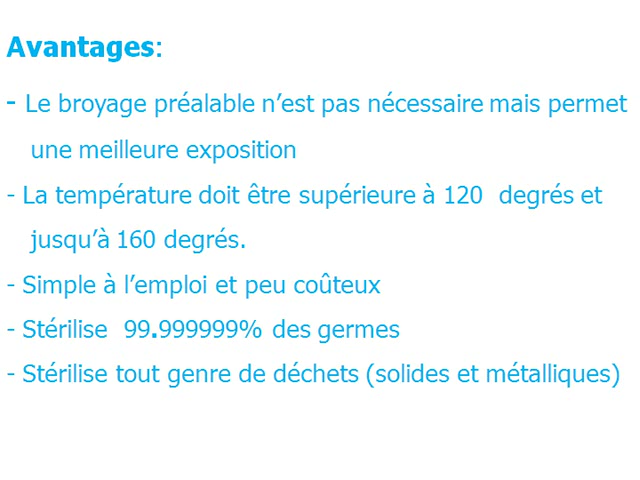 Avantages:
- Le broyage préalable n’est pas nécessaire mais permet
une meilleure exposition
- La température doit être supérieure à 120 degrés et
jusqu’à 160 degrés.
- Simple à l’emploi et peu coûteux
- Stérilise 99.999999% des germes
- Stérilise tout genre de déchets (solides et métalliques)